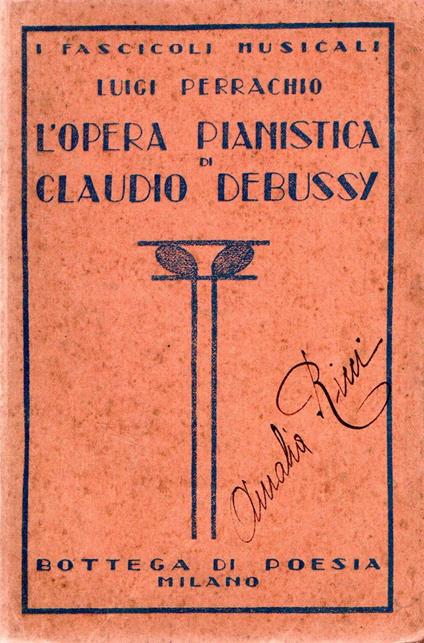 I FASCICOLI MUSICALI
LUIGI PERRACHIO
L'OPERA PIANISTICA
DI
CLAUDIO DEBUSSY
Amalia Ricci
BOTTEGA DI POESIA
MILANO